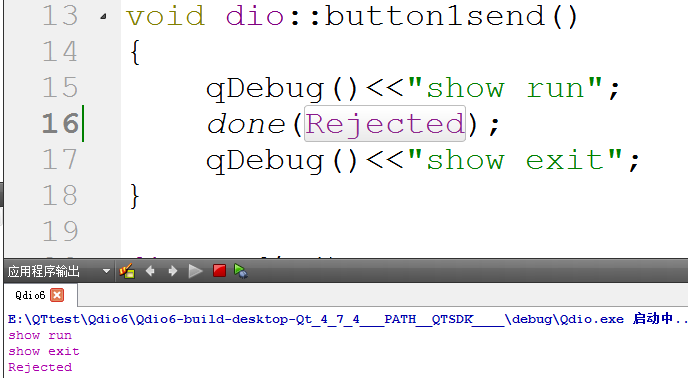 13 void dio::button1send()
14 {
15 qDebug()<<"show run";
16 done(Rejected);
17 qDebug()<<"show exit";
18 }
19
应用程序输出
Qdio6
E:\QTtest\Qdio6\Qdio6-build-desktop-Qt_4_7_4___PATH__QTSDK____\debug\Qdio.exe 启动中..
show run
show exit
Rejected